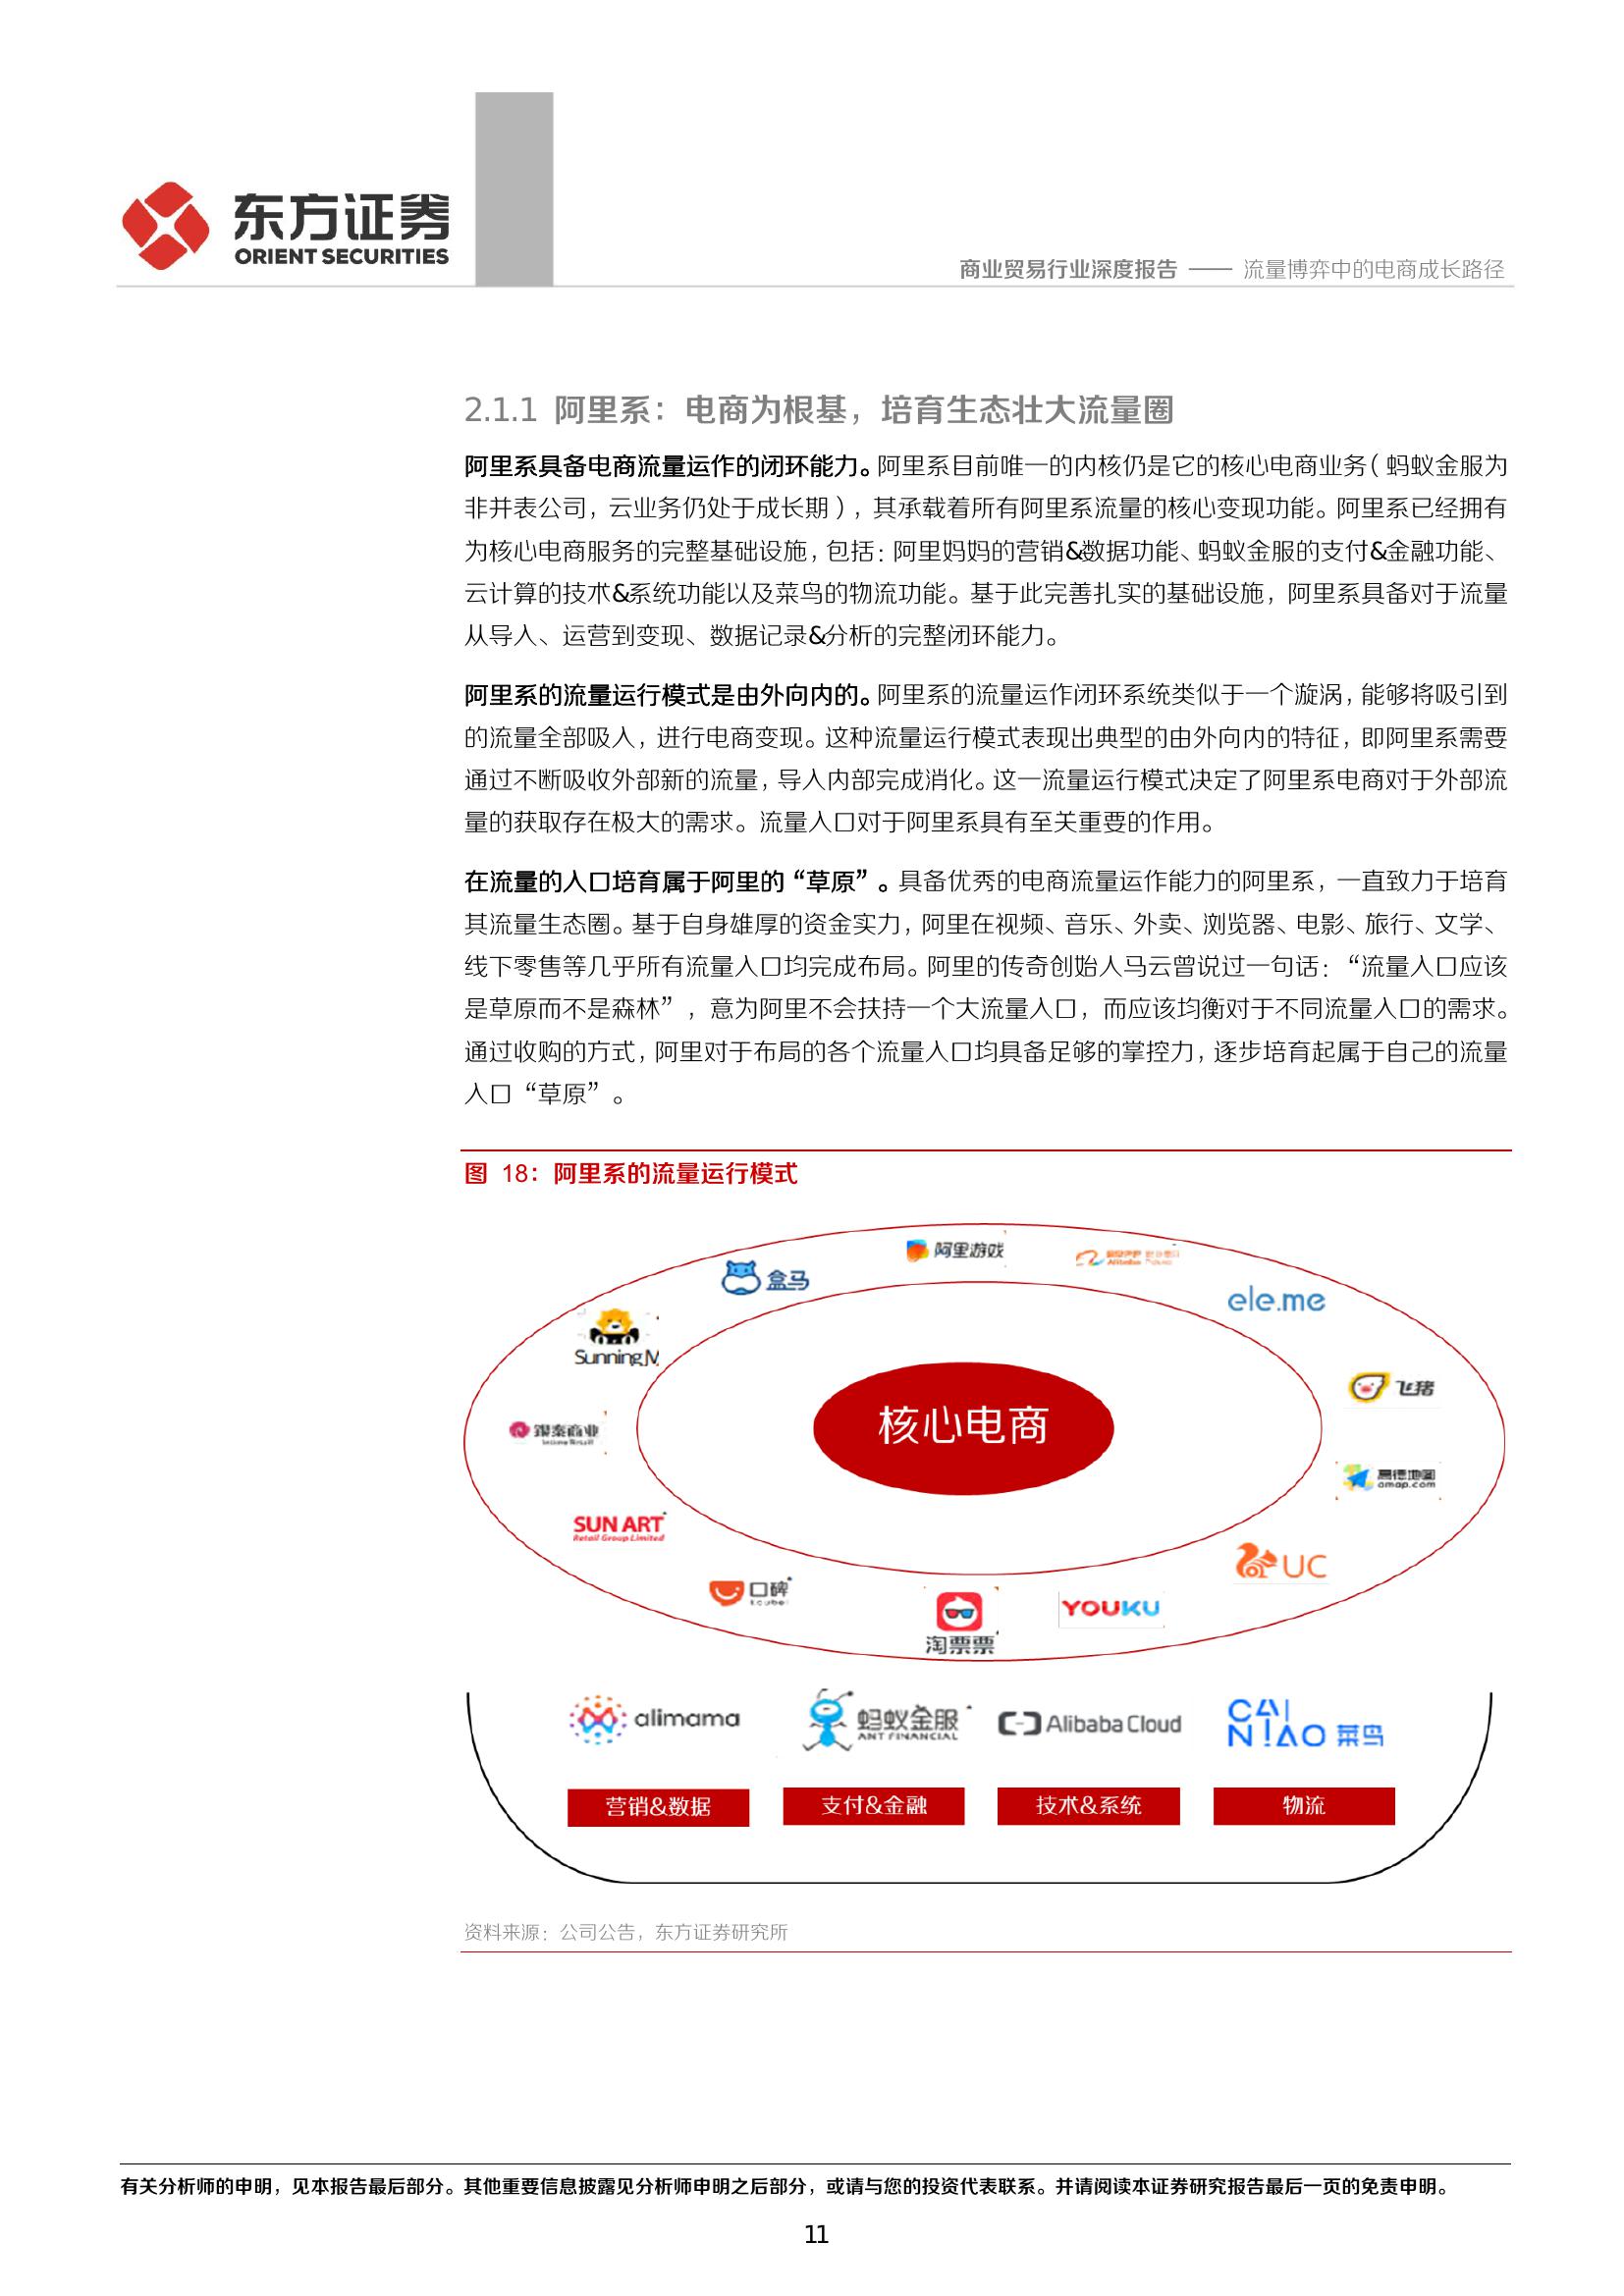 东方证券
ORIENT SECURITIES
商业贸易行业深度报告 —— 流量博弈中的电商成长路径
2.1.1 阿里系：电商为根基，培育生态壮大流量圈
阿里系具备电商流量运作的闭环能力。阿里系目前唯一的内核仍是它的核心电商业务（蚂蚁金服为
非并表公司，云业务仍处于成长期），其承载着所有阿里系流量的核心变现功能。阿里系已经拥有
为核心电商服务的完整基础设施，包括：阿里妈妈的营销&数据功能、蚂蚁金服的支付&金融功能、
云计算的技术&系统功能以及菜鸟的物流功能。基于此完善扎实的基础设施，阿里系具备对于流量
从导入、运营到变现、数据记录&分析的完整闭环能力。
阿里系的流量运行模式是由外向内的。阿里系的流量运作闭环系统类似于一个漩涡，能够将吸引到
的流量全部吸入，进行电商变现。这种流量运行模式表现出典型的由外向内的特征，即阿里系需要
通过不断吸收外部新的流量，导入内部完成消化。这一流量运行模式决定了阿里系电商对于外部流
量的获取存在极大的需求。流量入口对于阿里系具有至关重要的作用。
在流量的入口培育属于阿里的“草原”。具备优秀的电商流量运作能力的阿里系，一直致力于培育
其流量生态圈。基于自身雄厚的资金实力，阿里在视频、音乐、外卖、浏览器、电影、旅行、文学、
线下零售等几乎所有流量入口均完成布局。阿里的传奇创始人马云曾说过一句话：“流量入口应该
是草原而不是森林”，意为阿里不会扶持一个大流量入口，而应该均衡对于不同流量入口的需求。
通过收购的方式，阿里对于布局的各个流量入口均具备足够的掌控力，逐步培育起属于自己的流量
入口“草原”。
图 18：阿里系的流量运行模式
阿里游戏
盒马
ele.me
Sunning M
飞猪
核心电商
银泰商业
高德地图
amap.com
SUN ART
Retail Group Limited
UC
口碑
koubei
YOUKU
淘票票
alimama
蚂蚁金服
ANT FINANCIAL
Alibaba Cloud
CAI
NIAO 菜鸟
营销&数据
支付&金融
技术&系统
物流
资料来源：公司公告，东方证券研究所
有关分析师的申明，见本报告最后部分。其他重要信息披露见分析师申明之后部分，或请与您的投资代表联系。并请阅读本证券研究报告最后一页的免责申明。
11